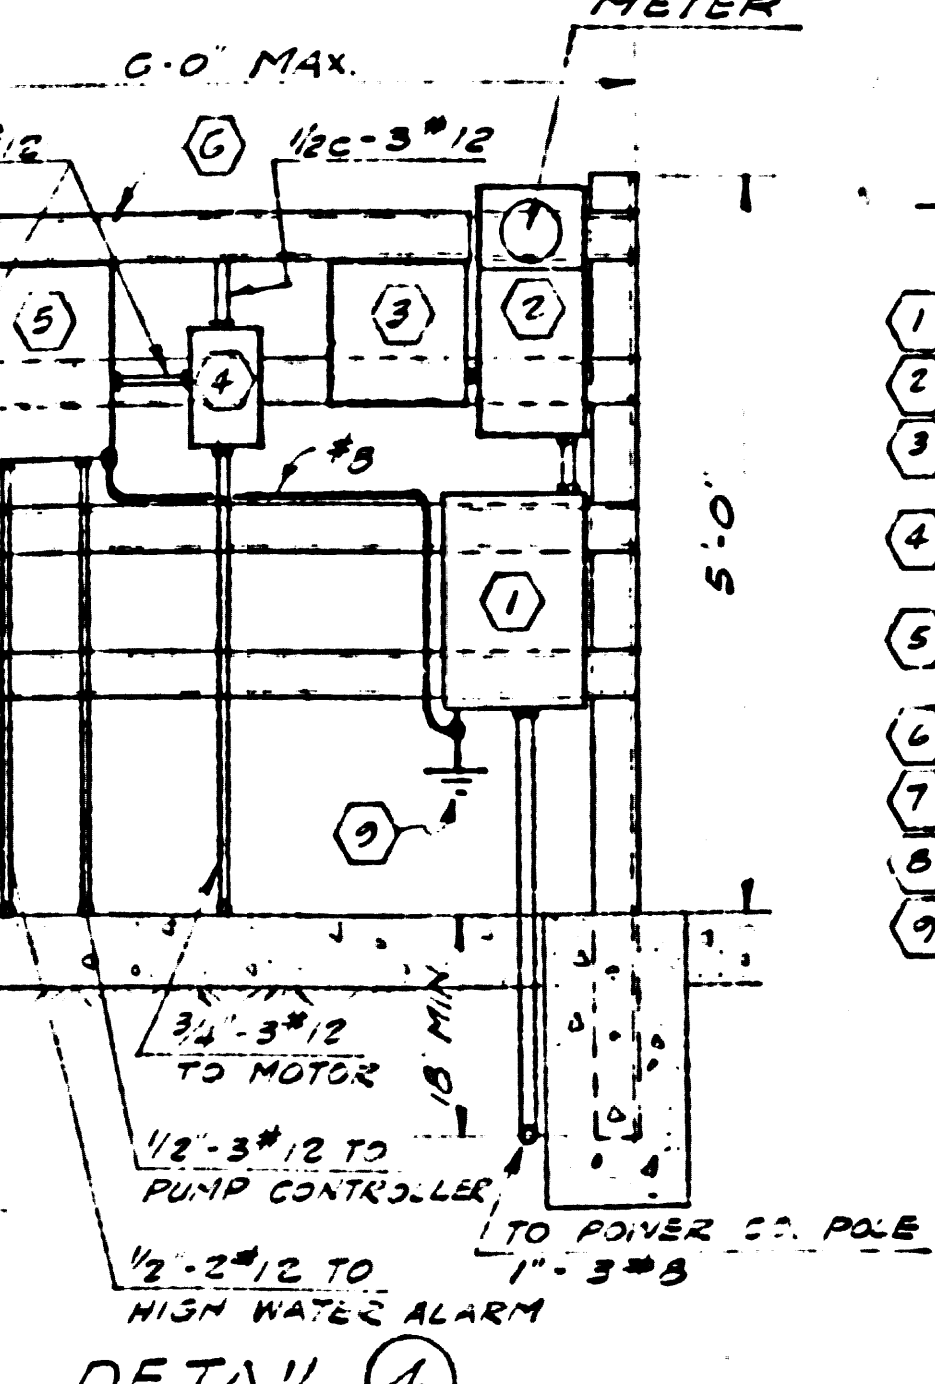 METER
6'-0" MAX.
6
1/2C-3#12
5
3
2
4
#8
1
5'-0"
9
18" MIN
3/4"-3#12
TO MOTOR
1/2"-3#12 TO
PUMP CONTROLLER
TO POWER CO. POLE
1"-3#8
1/2"-2#12 TO
HIGH WATER ALARM
DETAIL
1
2
3
4
5
6
7
8
9